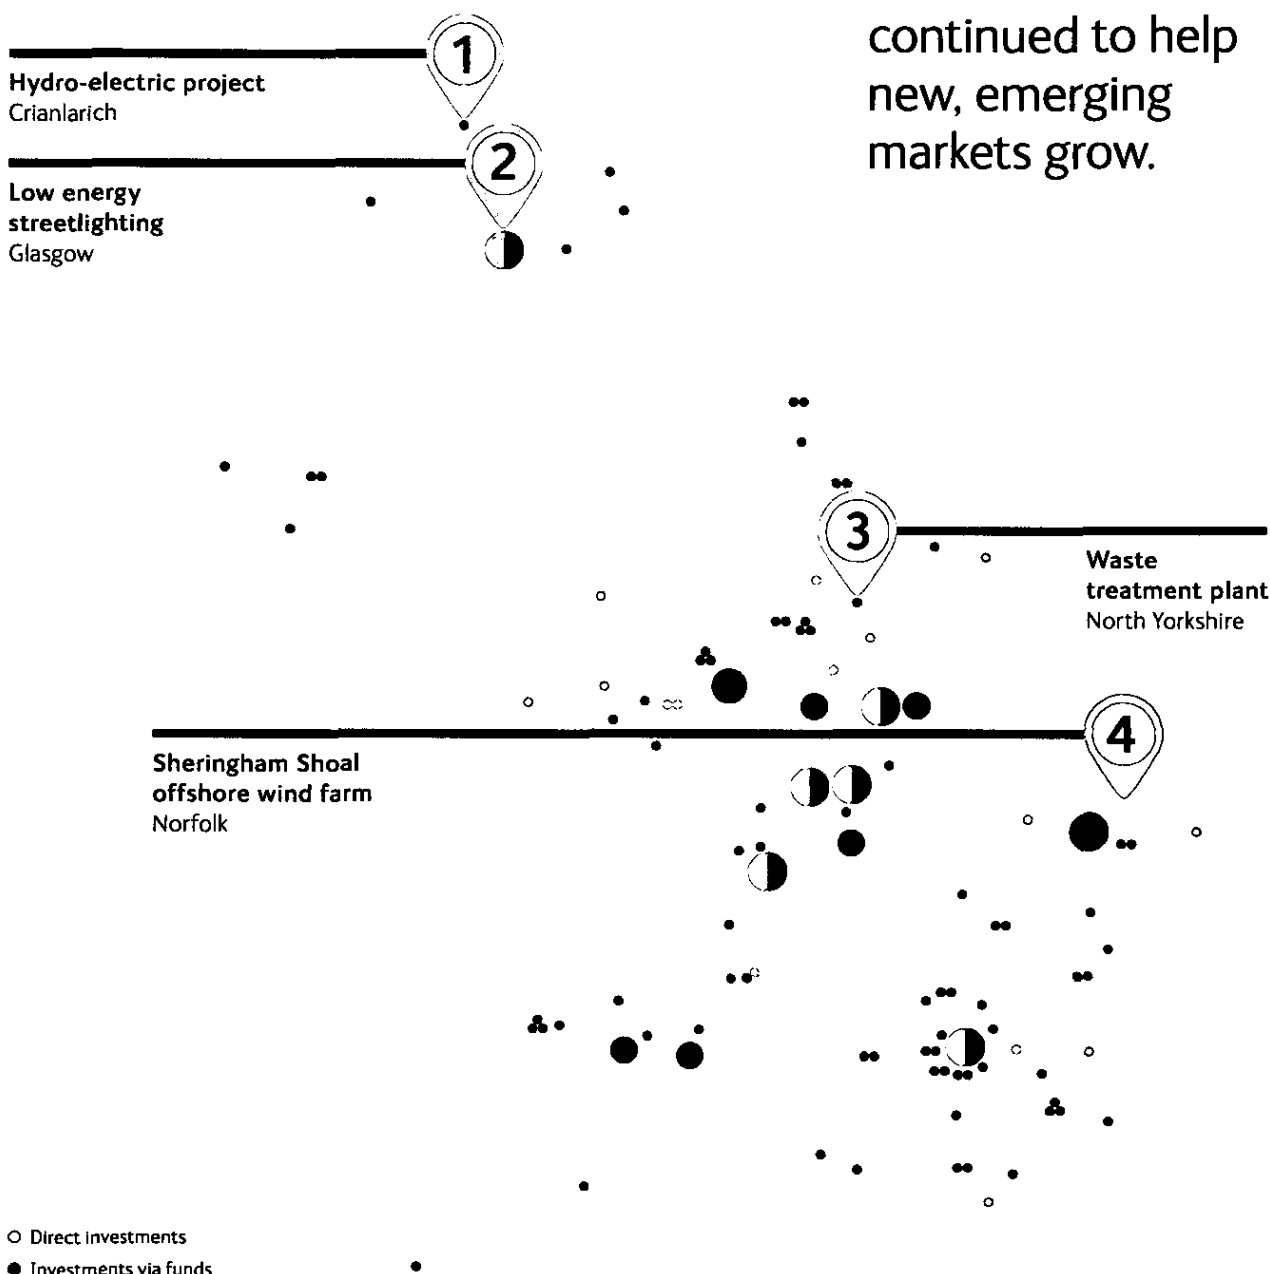 continued to help
new, emerging
markets grow.
1
Hydro-electric project
Crianlarich
2
Low energy
streetlighting
Glasgow
3
Waste
treatment plant
North Yorkshire
4
Sheringham Shoal
offshore wind farm
Norfolk
Direct investments
Investments via funds